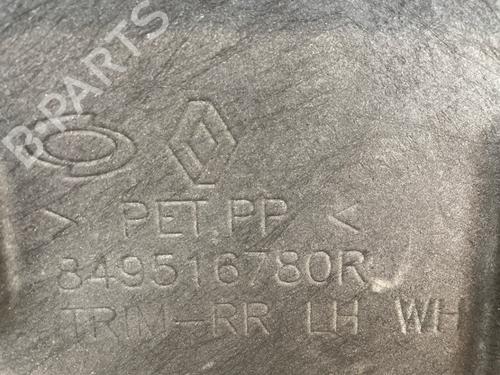 > PET.PP <
849516780R
TRIM-RR LH WH
B-PARTS